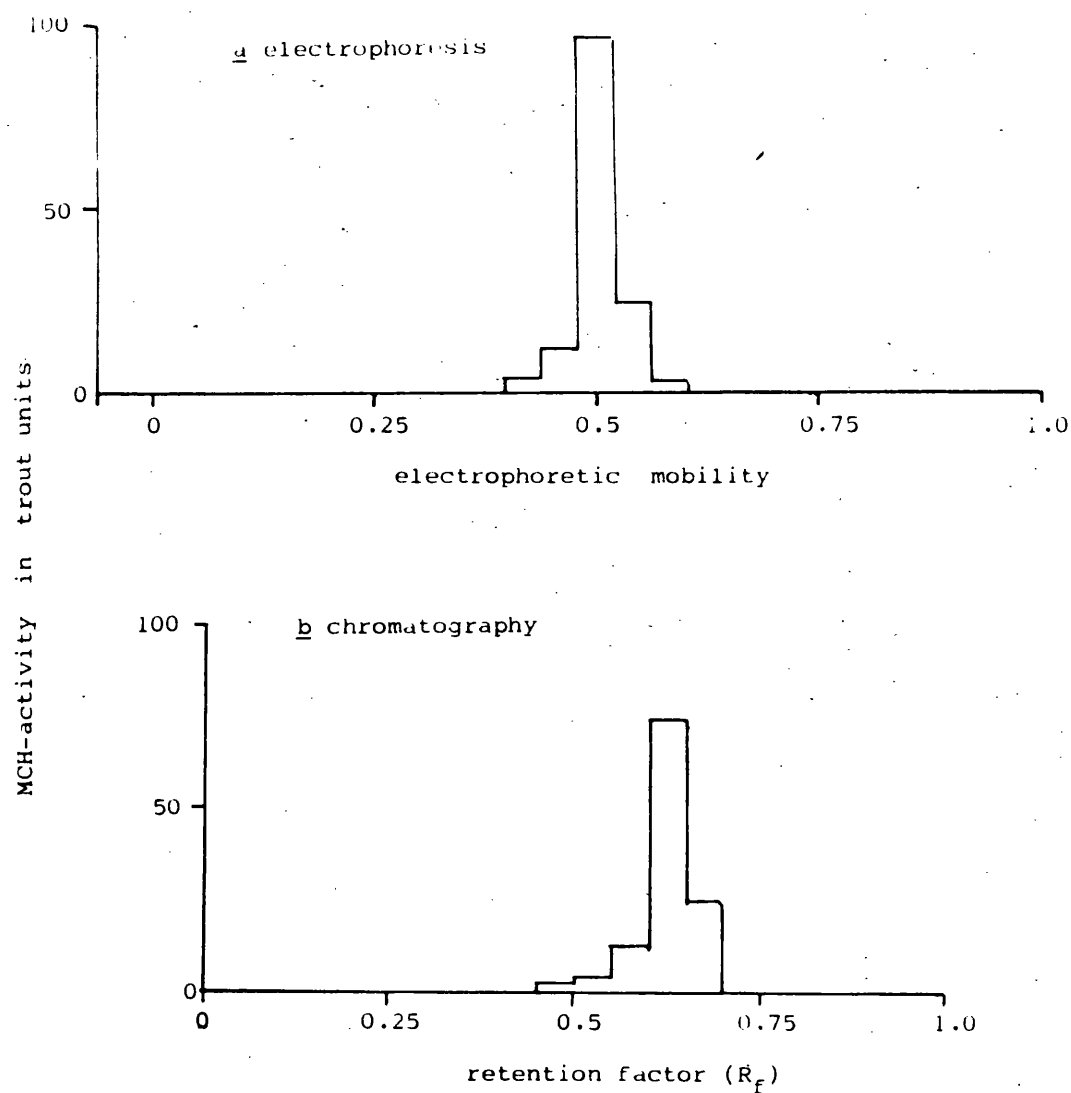 100
a electrophoresis
50
0
0 0.25 0.5 0.75 1.0
electrophoretic mobility
MCH-activity in trout units
100
b chromatography
50
0
0 0.25 0.5 0.75 1.0
retention factor (Rf)